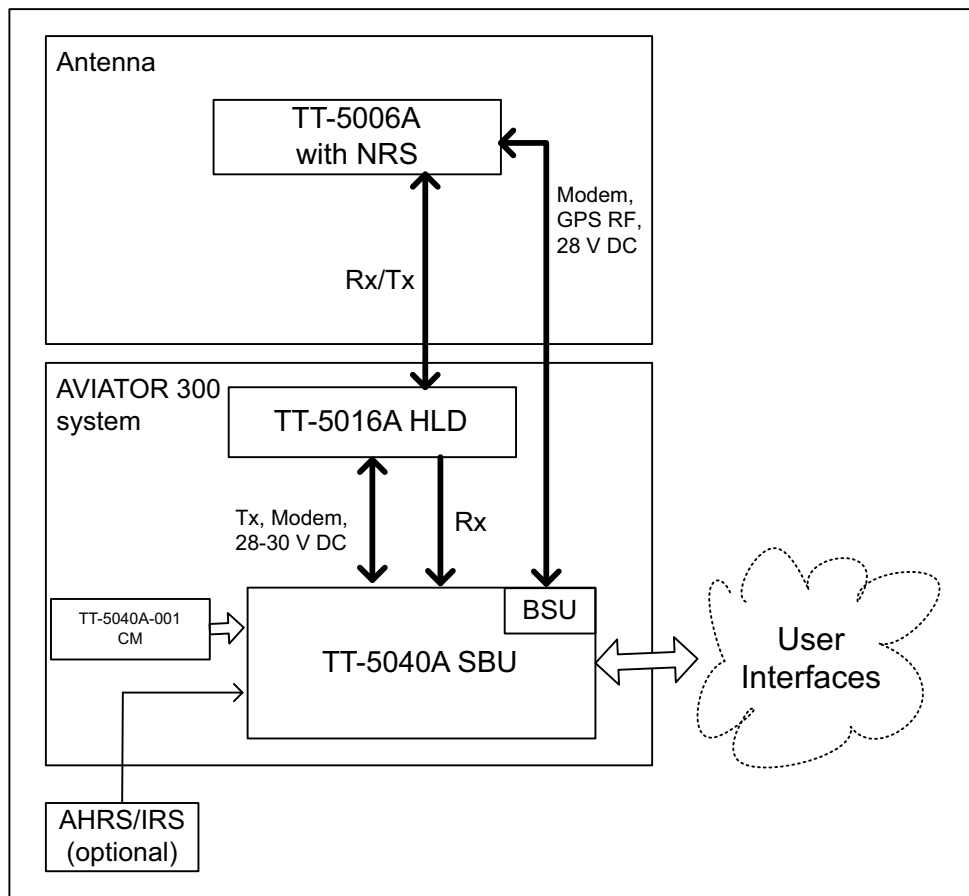 Antenna
TT-5006A
with NRS
Modem,
GPS RF,
28 V DC
Rx/Tx
AVIATOR 300
system
TT-5016A HLD
Tx, Modem,
28-30 V DC
Rx
BSU
TT-5040A-001
CM
TT-5040A SBU
User
Interfaces
AHRS/IRS
(optional)